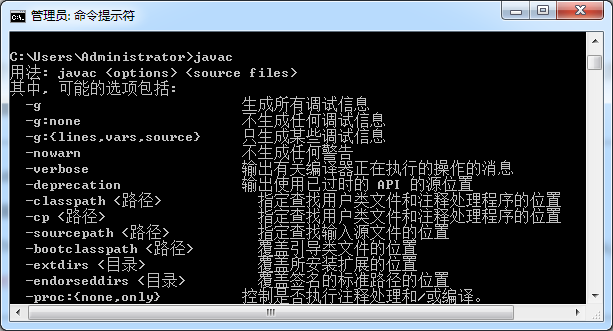 管理员: 命令提示符
C:\Users\Administrator>javac
用法: javac <options> <source files>
其中, 可能的选项包括:
-g 生成所有调试信息
-g:none 不生成任何调试信息
-g:{lines,vars,source} 只生成某些调试信息
-nowarn 不生成任何警告
-verbose 输出有关编译器正在执行的操作的消息
-deprecation 输出使用已过时的 API 的源位置
-classpath <路径> 指定查找用户类文件和注释处理程序的位置
-cp <路径> 指定查找用户类文件和注释处理程序的位置
-sourcepath <路径> 指定查找输入源文件的位置
-bootclasspath <路径> 覆盖引导类文件的位置
-extdirs <目录> 覆盖所安装扩展的位置
-endorseddirs <目录> 覆盖签名的标准路径的位置
-proc:{none,only} 控制是否执行注释处理和/或编译。